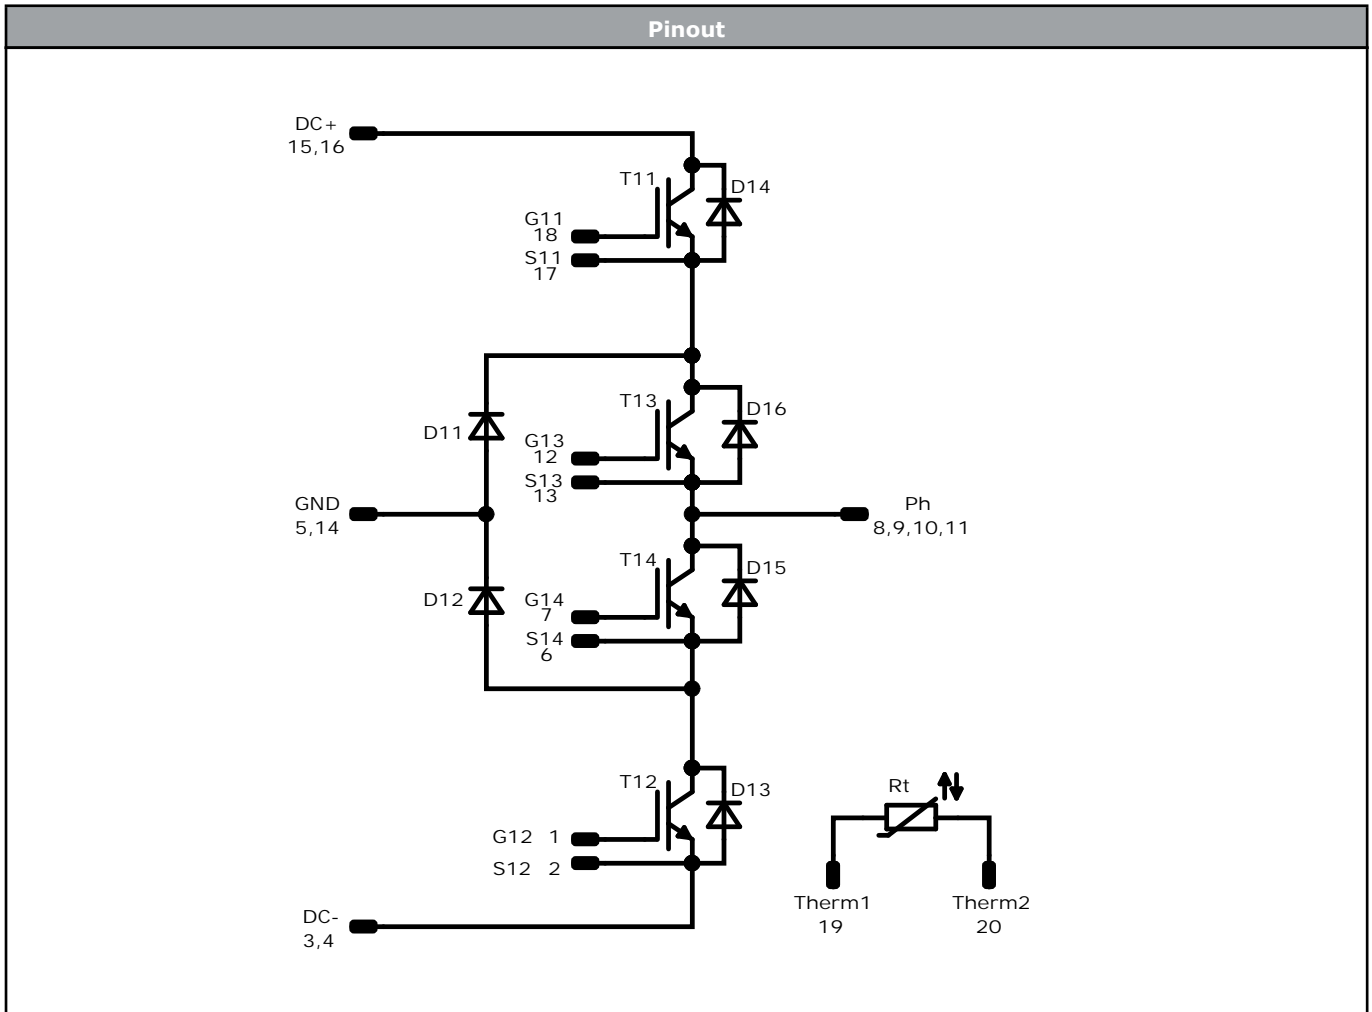 Pinout
DC+
15,16
T11
D14
G11
18
S11
17
T13
D16
D11
G13
12
S13
13
GND
5,14
Ph
8,9,10,11
T14
D15
D12
G14
7
S14
6
T12
D13
Rt
G12 1
S12 2
Therm1
19
Therm2
20
DC-
3,4